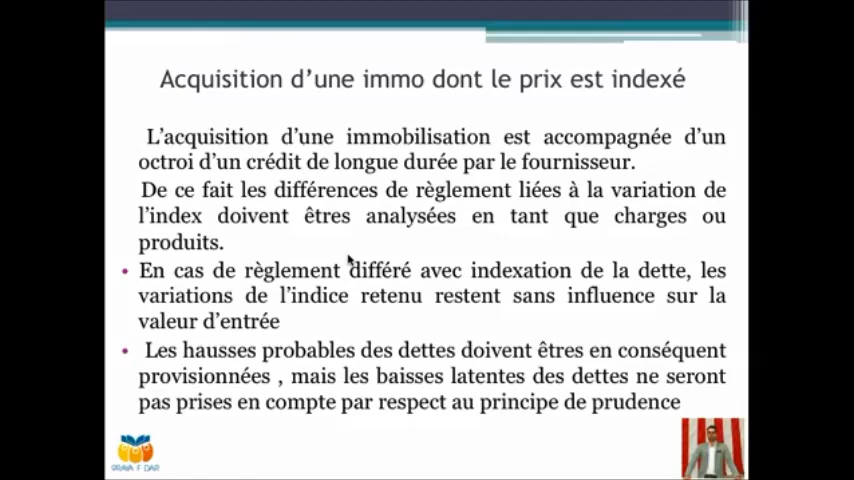 Acquisition d’une immo dont le prix est indexé
L’acquisition d’une immobilisation est accompagnée d’un
octroi d’un crédit de longue durée par le fournisseur.
De ce fait les différences de règlement liées à la variation de
l’index doivent êtres analysées en tant que charges ou
produits.
• En cas de règlement différé avec indexation de la dette, les
variations de l’indice retenu restent sans influence sur la
valeur d’entrée
• Les hausses probables des dettes doivent êtres en conséquent
provisionnées , mais les baisses latentes des dettes ne seront
pas prises en compte par respect au principe de prudence
9RAYA F DAR